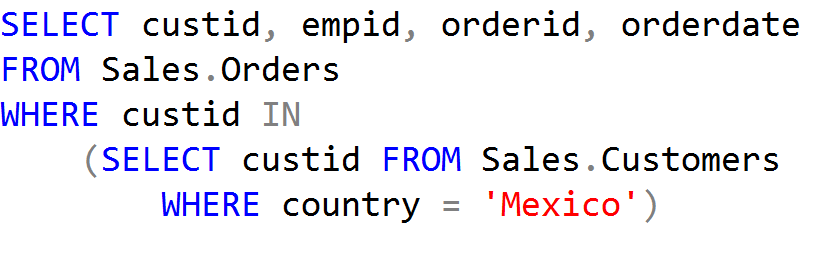 SELECT custid, empid, orderid, orderdate
FROM Sales.Orders
WHERE custid IN
(SELECT custid FROM Sales.Customers
WHERE country = 'Mexico')